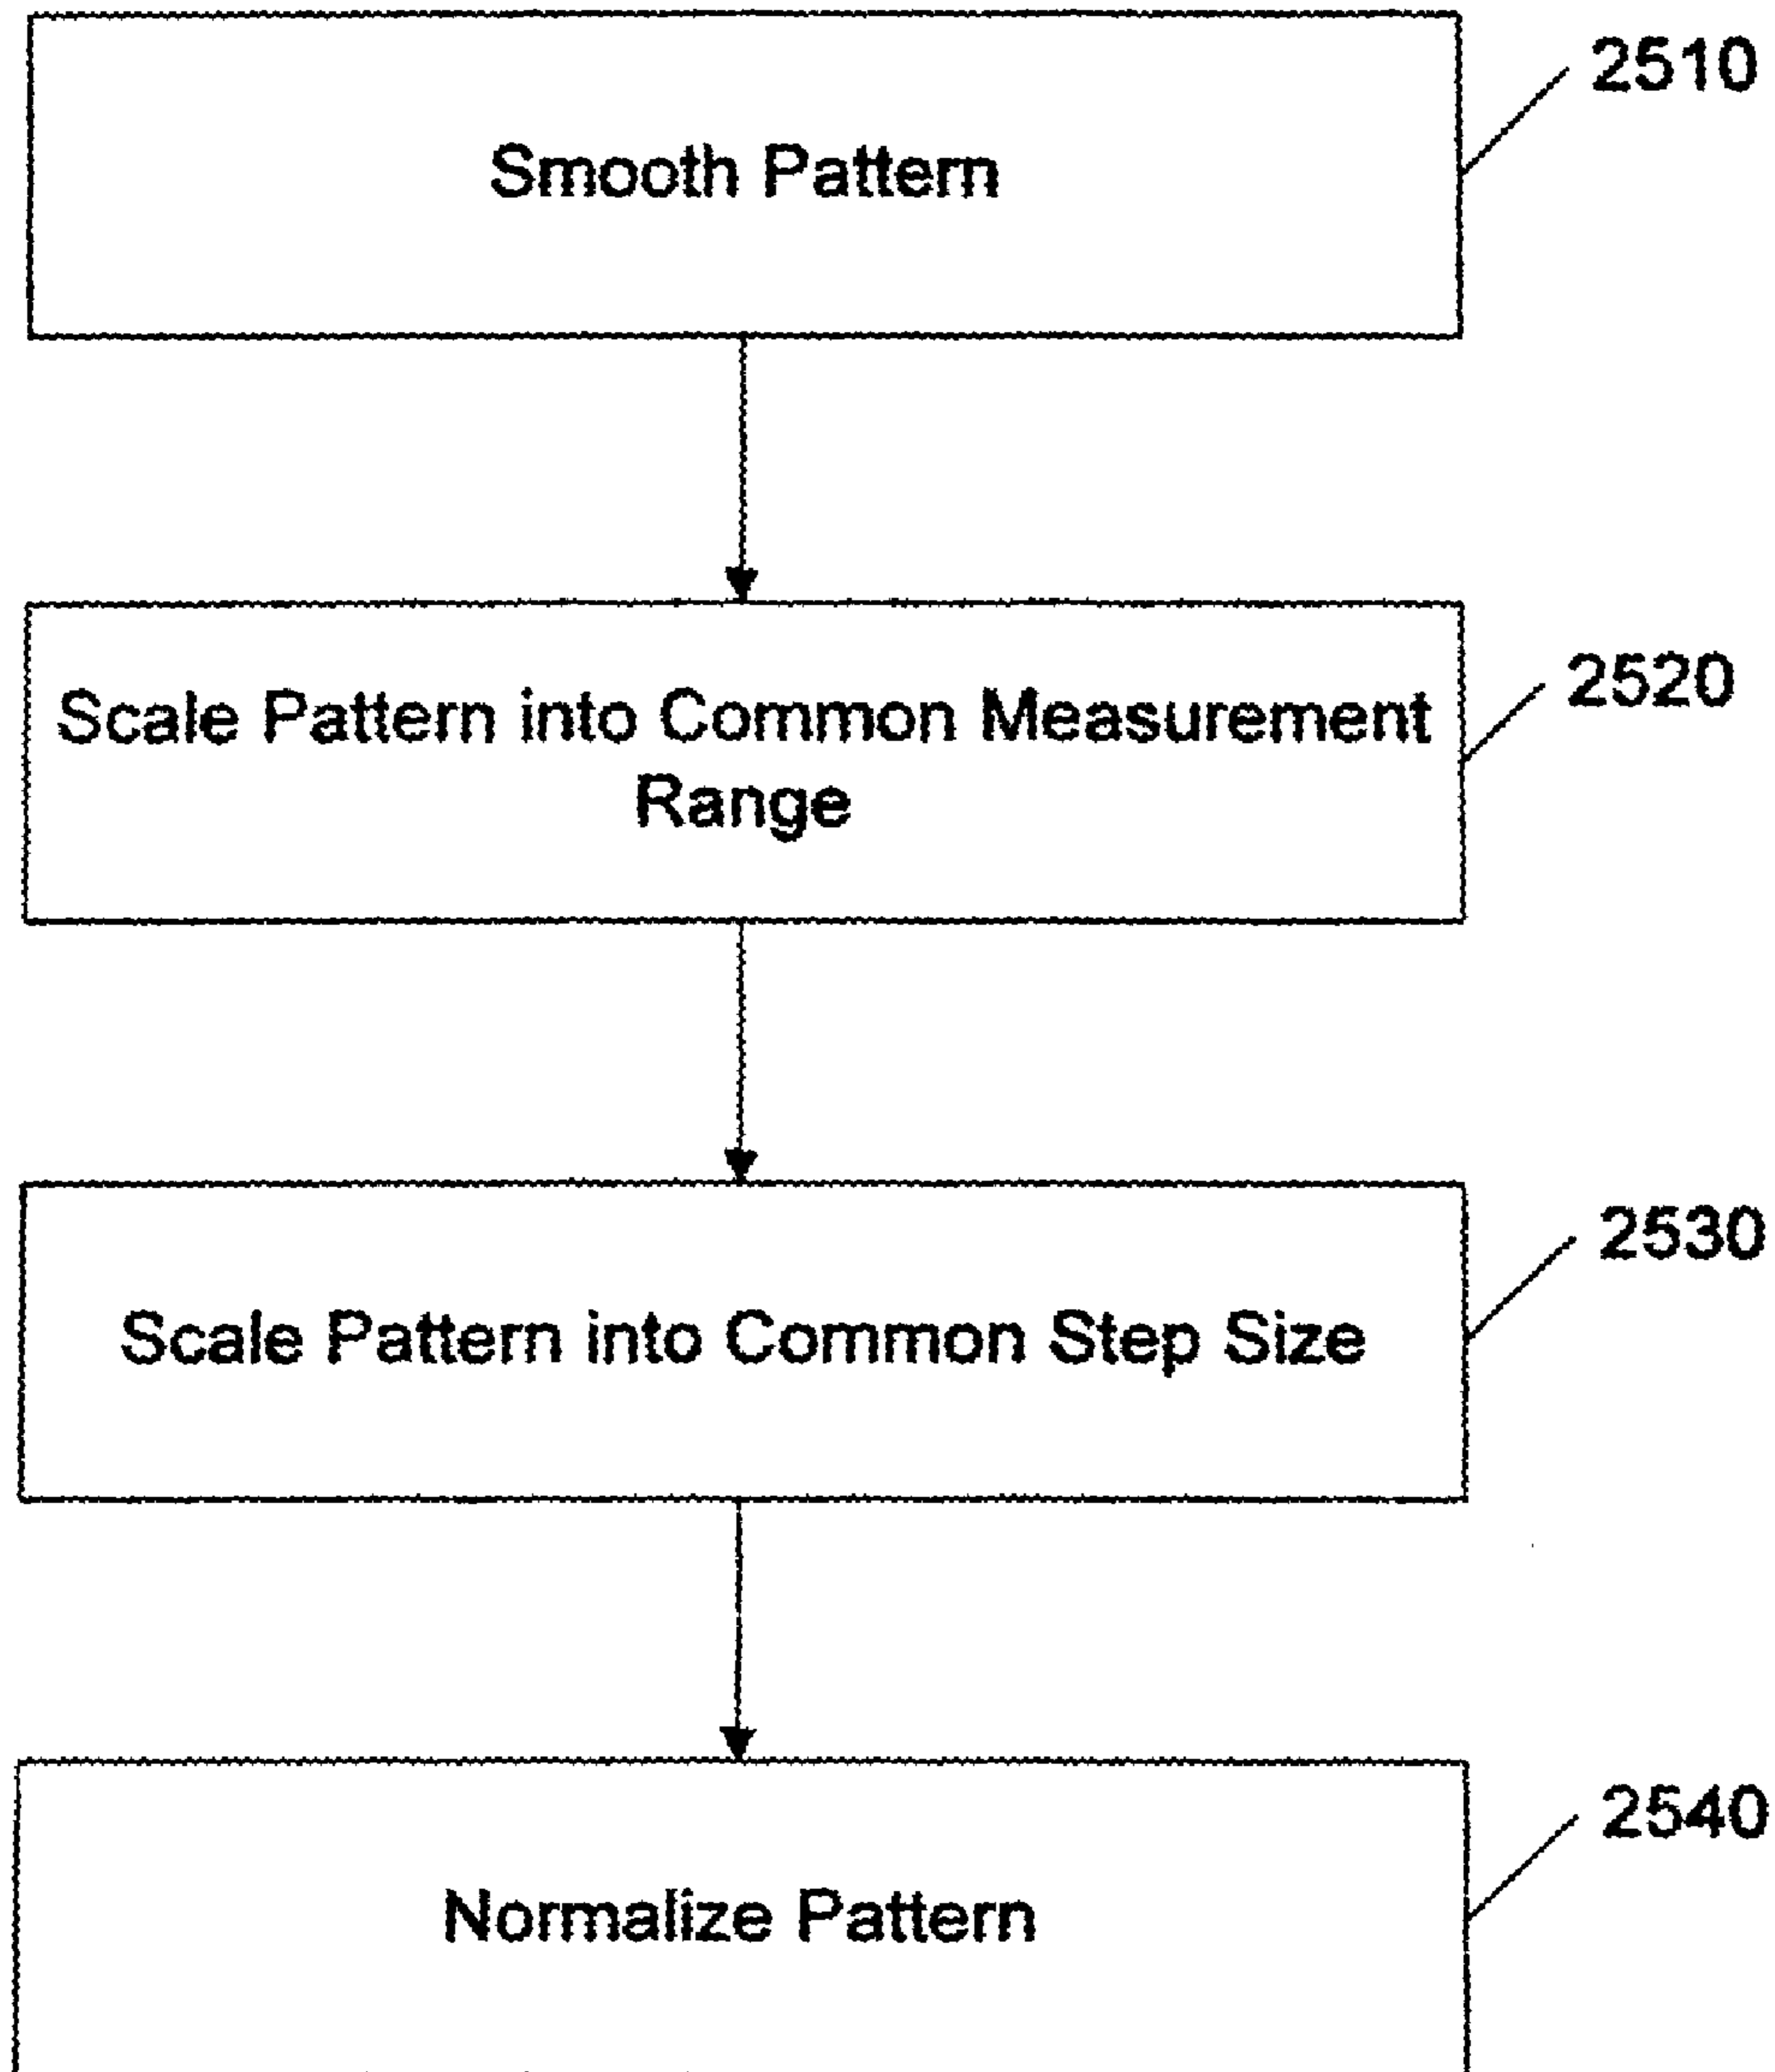 2510
Smooth Pattern
2520
Scale Pattern into Common Measurement
Range
2530
Scale Pattern into Common Step Size
2540
Normalize Pattern